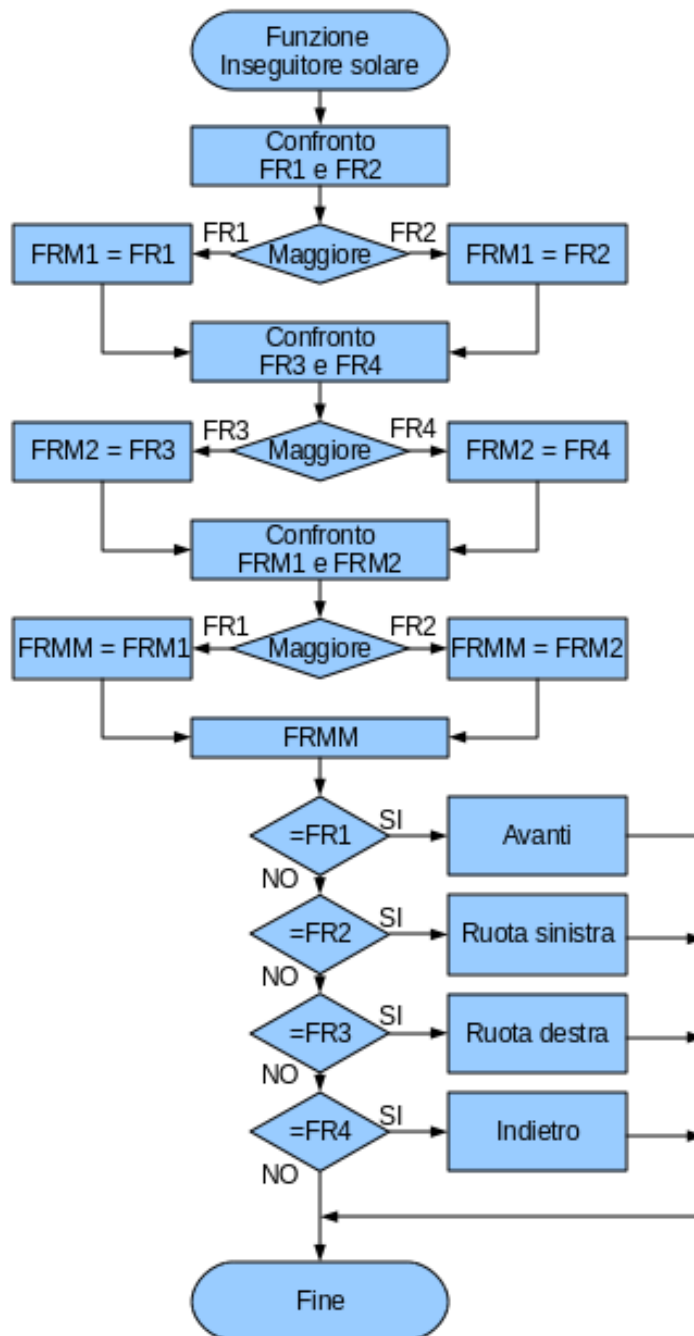 Funzione
Inseguitore solare
Confronto
FR1 e FR2
FR1
Maggiore
FR2
FRM1 = FR1
FRM1 = FR2
Confronto
FR3 e FR4
FR3
Maggiore
FR4
FRM2 = FR3
FRM2 = FR4
Confronto
FRM1 e FRM2
FR1
Maggiore
FR2
FRMM = FRM1
FRMM = FRM2
FRMM
=FR1
SI
Avanti
NO
=FR2
SI
Ruota sinistra
NO
=FR3
SI
Ruota destra
NO
=FR4
SI
Indietro
NO
Fine